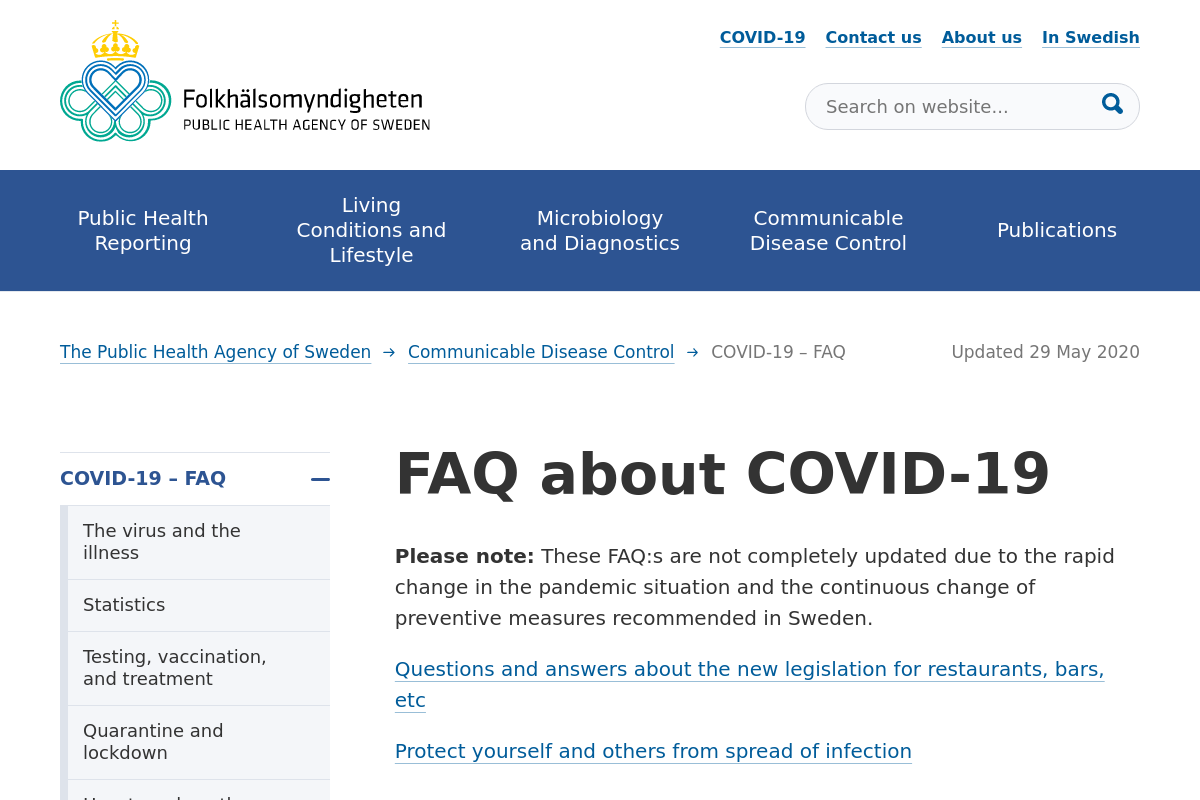 COVID-19 Contact us About us In Swedish
Folkhälsomyndigheten
PUBLIC HEALTH AGENCY OF SWEDEN
Search on website...
Public Health
Reporting
Living
Conditions and
Lifestyle
Microbiology
and Diagnostics
Communicable
Disease Control
Publications
The Public Health Agency of Sweden → Communicable Disease Control → COVID-19 – FAQ
Updated 29 May 2020
COVID-19 – FAQ
The virus and the
illness
Statistics
Testing, vaccination,
and treatment
Quarantine and
lockdown
FAQ about COVID-19
Please note: These FAQ:s are not completely updated due to the rapid
change in the pandemic situation and the continuous change of
preventive measures recommended in Sweden.
Questions and answers about the new legislation for restaurants, bars,
etc
Protect yourself and others from spread of infection